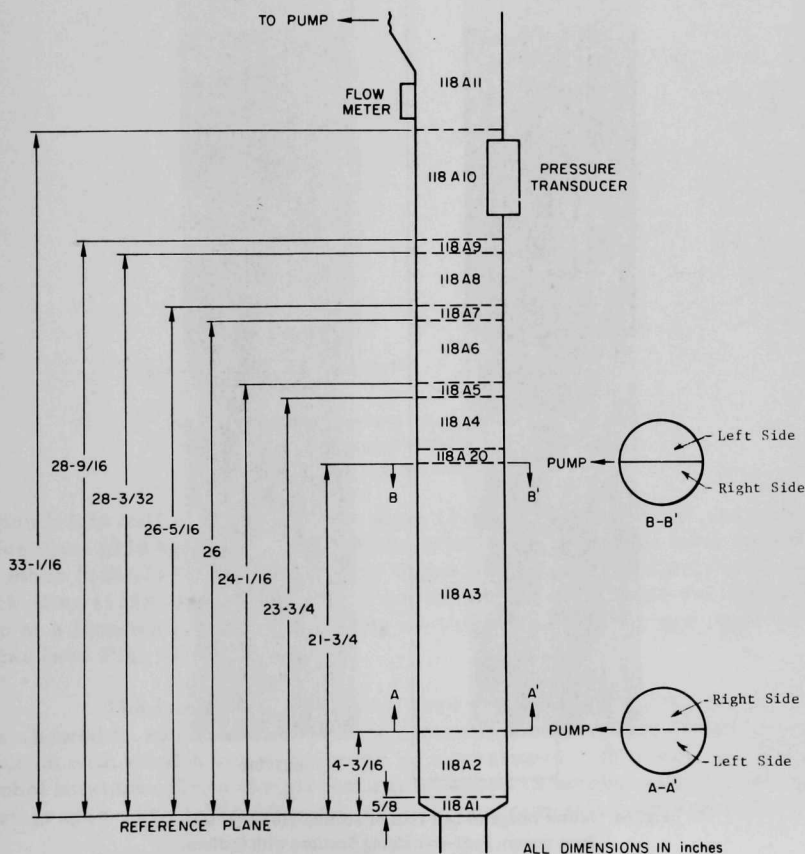 TO PUMP
118 A11
FLOW
METER
118 A10
PRESSURE
TRANSDUCER
118 A9
118 A8
118 A7
118 A6
118 A5
118 A4
118 A 20
28-9/16
28-3/32
26-5/16
26
33-1/16
24-1/16
23-3/4
21-3/4
B
B'
PUMP
Left Side
Right Side
B-B'
118 A3
A
A'
PUMP
Right Side
Left Side
A-A'
4-3/16
118 A2
5/8
118 A1
REFERENCE PLANE
ALL DIMENSIONS IN inches